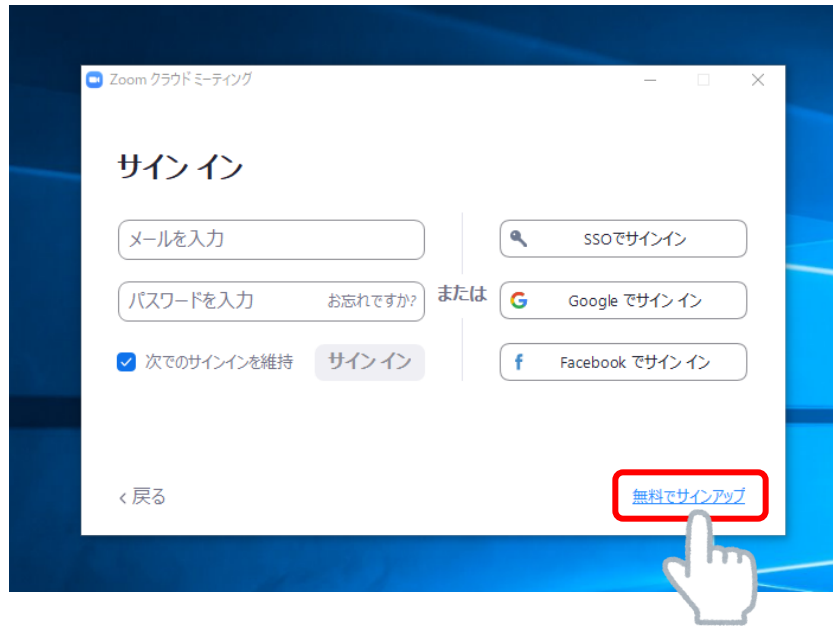 Zoom クラウド ミーティング
サイン イン
メールを入力
パスワードを入力 お忘れですか?
次でのサインインを維持 サイン イン
または
SSOでサインイン
Google でサイン イン
Facebook でサイン イン
戻る
無料でサインアップ